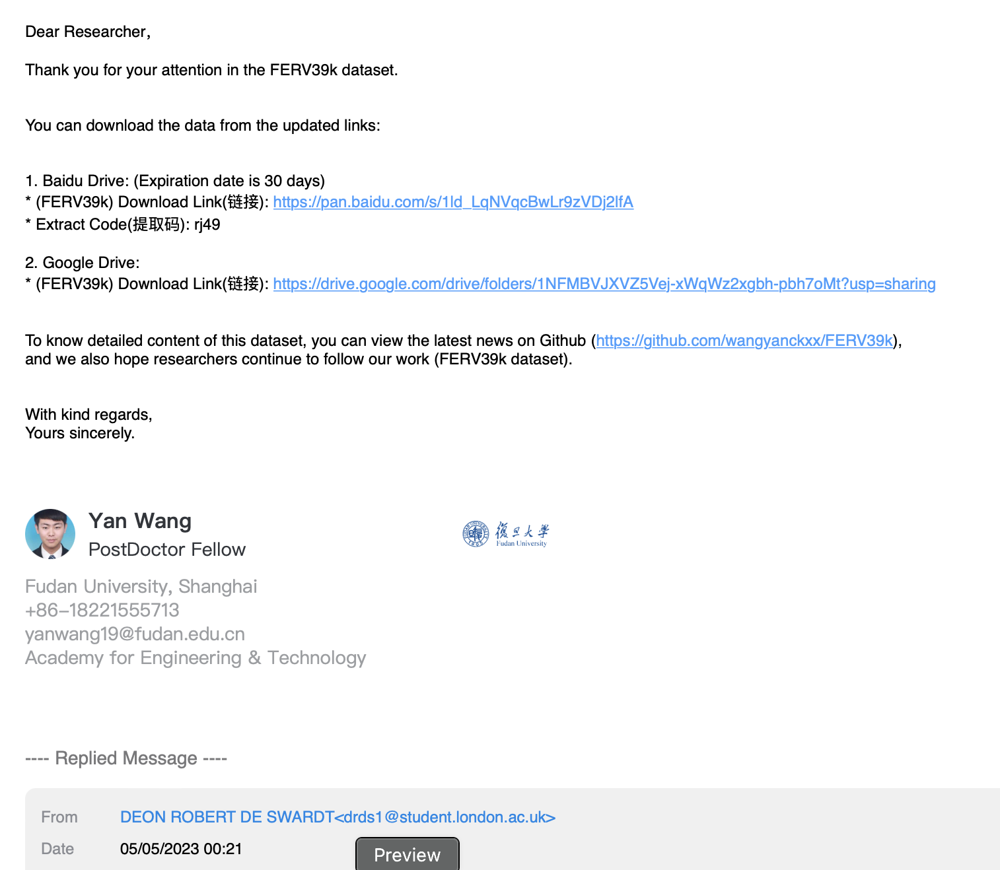 Dear Researcher,
Thank you for your attention in the FERV39k dataset.
You can download the data from the updated links:
1. Baidu Drive: (Expiration date is 30 days)
* (FERV39k) Download Link(链接): https://pan.baidu.com/s/1ld_LqNVqcBwLr9zVDj2lfA
* Extract Code(提取码): rj49
2. Google Drive:
* (FERV39k) Download Link(链接): https://drive.google.com/drive/folders/1NFMBVJXVZ5Vej-xWqWz2xgbh-pbh7oMt?usp=sharing
To know detailed content of this dataset, you can view the latest news on Github (https://github.com/wangyanckxx/FERV39k),
and we also hope researchers continue to follow our work (FERV39k dataset).
With kind regards,
Yours sincerely.
Yan Wang
PostDoctor Fellow
復旦大學
Fudan University
FUDAN UNIVERSITY
1905
Fudan University, Shanghai
+86–18221555713
yanwang19@fudan.edu.cn
Academy for Engineering & Technology
---- Replied Message ----
From DEON ROBERT DE SWARDT<drds1@student.london.ac.uk>
Date 05/05/2023 00:21
Preview